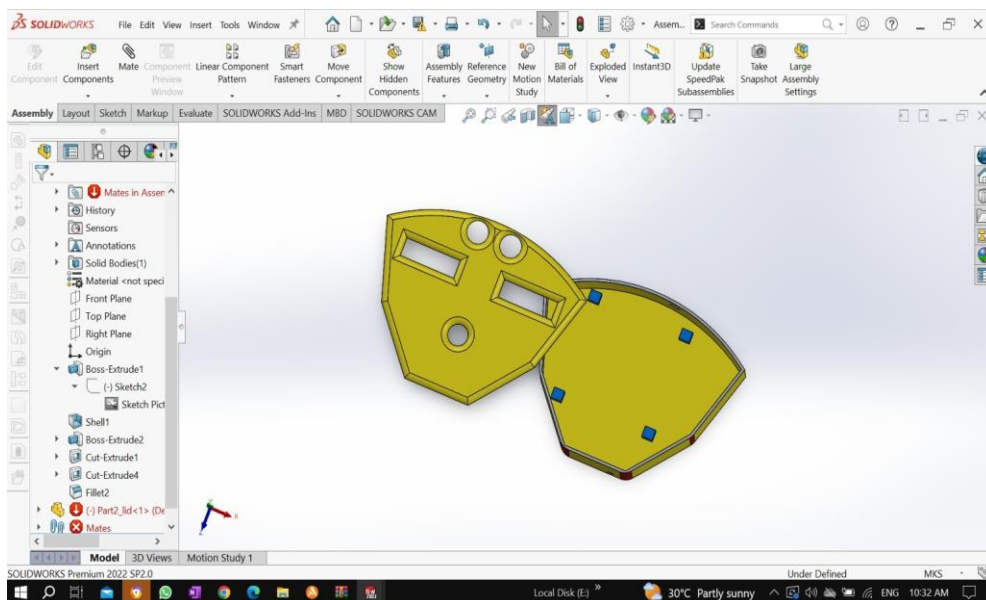 SOLIDWORKS File Edit View Insert Tools Window Assem... Search Commands
Edit Component
Insert Components
Mate
Component Preview Window
Linear Component Pattern
Smart Fasteners
Move Component
Show Hidden Components
Assembly Features
Reference Geometry
New Motion Study
Bill of Materials
Exploded View
Instant3D
Update SpeedPak Subassemblies
Take Snapshot
Large Assembly Settings
Assembly Layout Sketch Markup Evaluate SOLIDWORKS Add-Ins MBD SOLIDWORKS CAM
Mates in Assem
History
Sensors
Annotations
Solid Bodies(1)
Material <not speci
Front Plane
Top Plane
Right Plane
Origin
Boss-Extrude1
(-) Sketch2
Sketch Pict
Shell1
Boss-Extrude2
Cut-Extrude1
Cut-Extrude4
Fillet2
(-) Part2_lid<1> (De
Mates
Model 3D Views Motion Study 1
SOLIDWORKS Premium 2022 SP2.0 Under Defined MKS
Local Disk (E:) 30°C Partly sunny ENG 10:32 AM